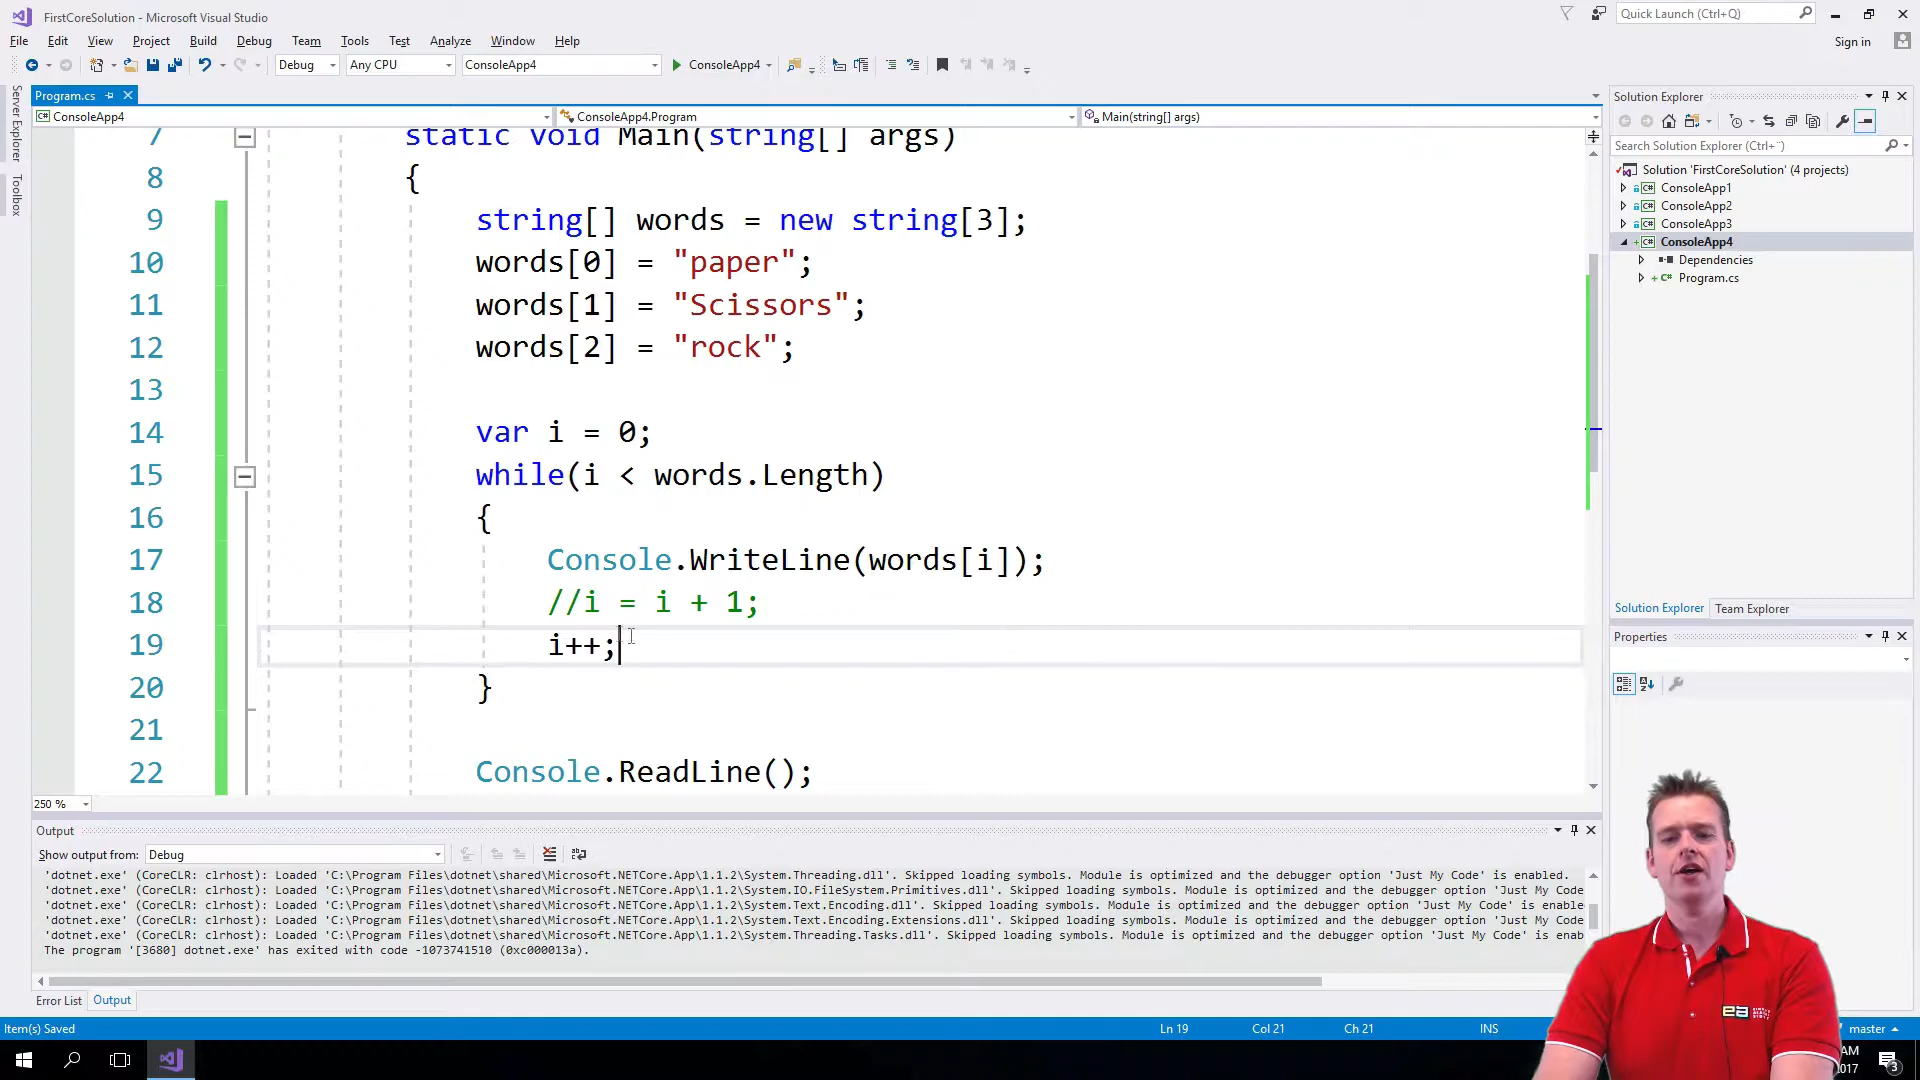 FirstCoreSolution - Microsoft Visual Studio
Quick Launch (Ctrl+Q)
File Edit View Project Build Debug Team Tools Test Analyze Window Help
Sign in
Debug Any CPU ConsoleApp4 ConsoleApp4
Server Explorer
Toolbox
Program.cs
ConsoleApp4 ConsoleApp4.Program Main(string[] args)
7 static void Main(string[] args)
8 {
9 string[] words = new string[3];
10 words[0] = "paper";
11 words[1] = "Scissors";
12 words[2] = "rock";
13
14 var i = 0;
15 while(i < words.Length)
16 {
17 Console.WriteLine(words[i]);
18 //i = i + 1;
19 i++;
20 }
21
22 Console.ReadLine();
250 %
Solution Explorer
Search Solution Explorer (Ctrl+¨)
Solution 'FirstCoreSolution' (4 projects)
C# ConsoleApp1
C# ConsoleApp2
C# ConsoleApp3
C# ConsoleApp4
Dependencies
C# Program.cs
Solution Explorer Team Explorer
Properties
Output
Show output from: Debug
'dotnet.exe' (CoreCLR: clrhost): Loaded 'C:\Program Files\dotnet\shared\Microsoft.NETCore.App\1.1.2\System.Threading.dll'. Skipped loading symbols. Module is optimized and the debugger option 'Just My Code' is enabled.
'dotnet.exe' (CoreCLR: clrhost): Loaded 'C:\Program Files\dotnet\shared\Microsoft.NETCore.App\1.1.2\System.IO.FileSystem.Primitives.dll'. Skipped loading symbols. Module is optimized and the debugger option 'Just My Code
'dotnet.exe' (CoreCLR: clrhost): Loaded 'C:\Program Files\dotnet\shared\Microsoft.NETCore.App\1.1.2\System.Text.Encoding.dll'. Skipped loading symbols. Module is optimized and the debugger option 'Just My Code' is enable
'dotnet.exe' (CoreCLR: clrhost): Loaded 'C:\Program Files\dotnet\shared\Microsoft.NETCore.App\1.1.2\System.Text.Encoding.Extensions.dll'. Skipped loading symbols. Module is optimized and the debugger option 'Just My Code
'dotnet.exe' (CoreCLR: clrhost): Loaded 'C:\Program Files\dotnet\shared\Microsoft.NETCore.App\1.1.2\System.Threading.Tasks.dll'. Skipped loading symbols. Module is optimized and the debugger option 'Just My Code' is enab
The program '[3680] dotnet.exe' has exited with code -1073741510 (0xc000013a).
Error List Output
Item(s) Saved Ln 19 Col 21 Ch 21 INS master
AM
2017
3